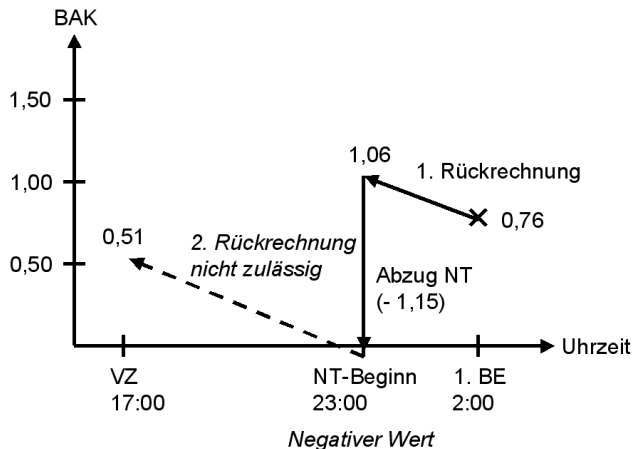 BAK
1,50
1,00
0,50
0,51
2. Rückrechnung
nicht zulässig
1,06
1. Rückrechnung
0,76
Abzug NT
(- 1,15)
Uhrzeit
VZ
17:00
NT-Beginn
23:00
1. BE
2:00
Negativer Wert